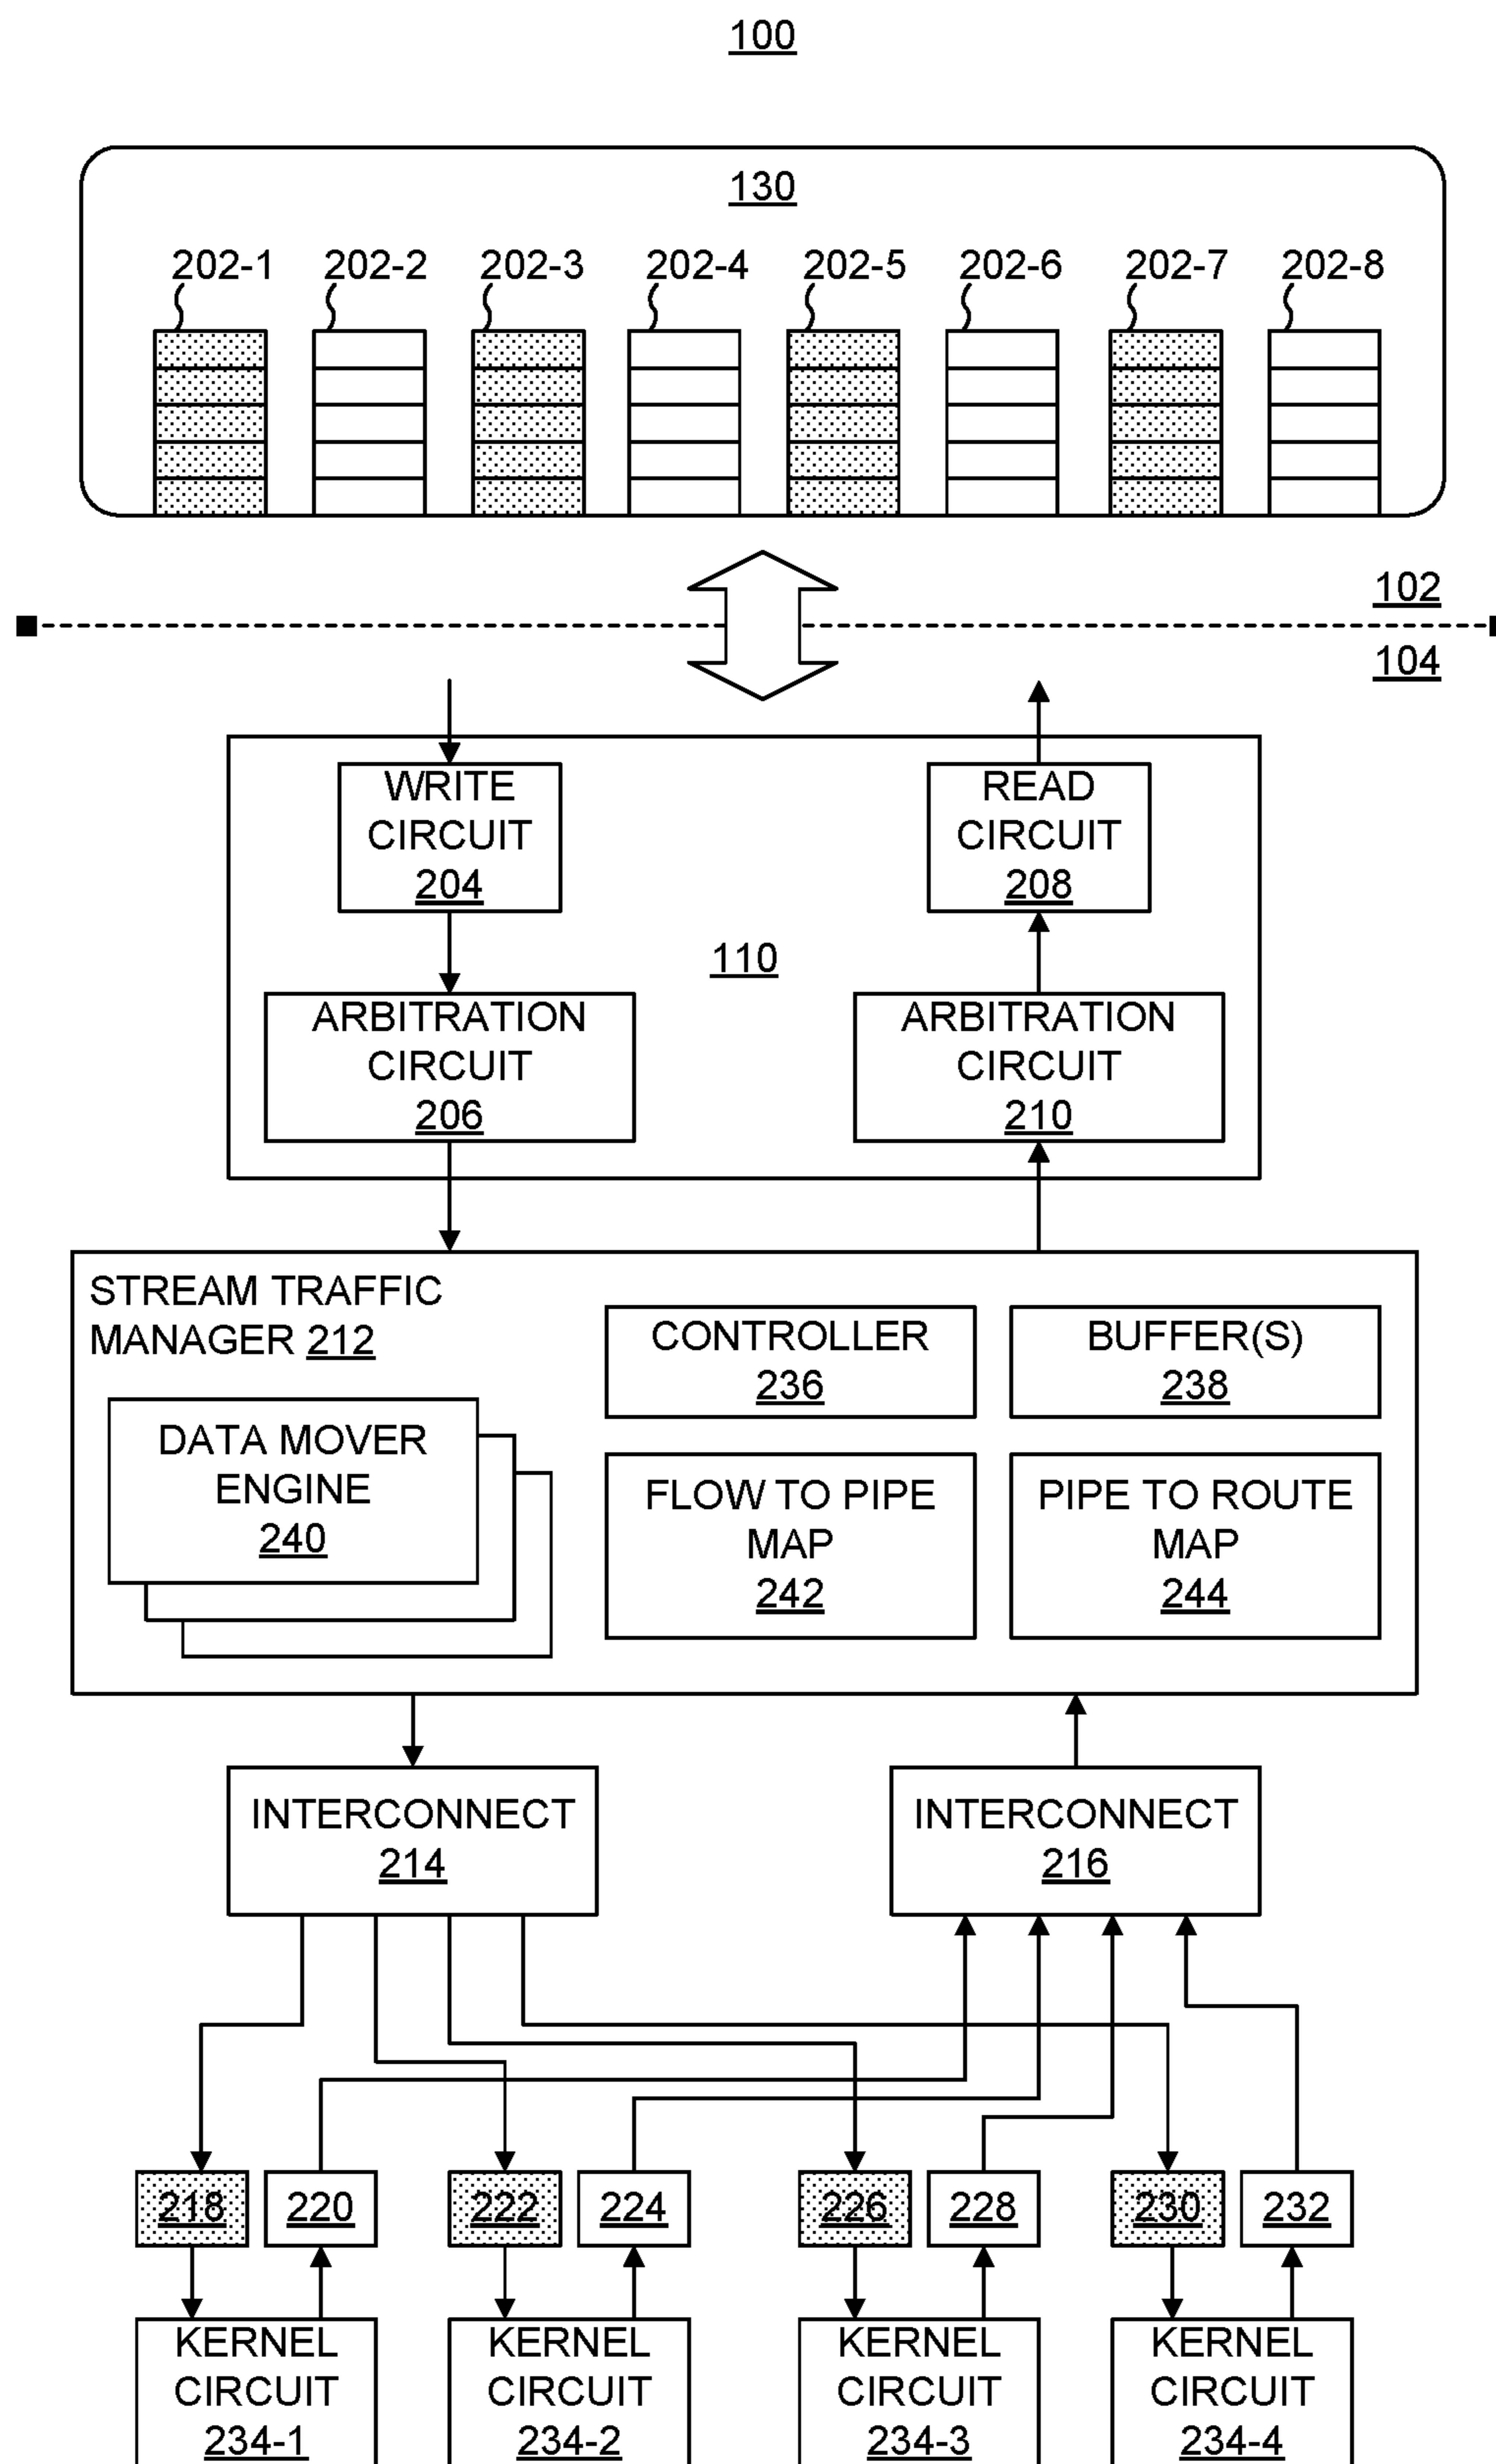 100
130
202-1 202-2 202-3 202-4 202-5 202-6 202-7 202-8
102
104
WRITE
CIRCUIT
204
READ
CIRCUIT
208
110
ARBITRATION
CIRCUIT
206
ARBITRATION
CIRCUIT
210
STREAM TRAFFIC
MANAGER 212
CONTROLLER
236
BUFFER(S)
238
DATA MOVER
ENGINE
240
FLOW TO PIPE
MAP
242
PIPE TO ROUTE
MAP
244
INTERCONNECT
214
INTERCONNECT
216
218 220 222 224 226 228 230 232
KERNEL
CIRCUIT
234-1
KERNEL
CIRCUIT
234-2
KERNEL
CIRCUIT
234-3
KERNEL
CIRCUIT
234-4